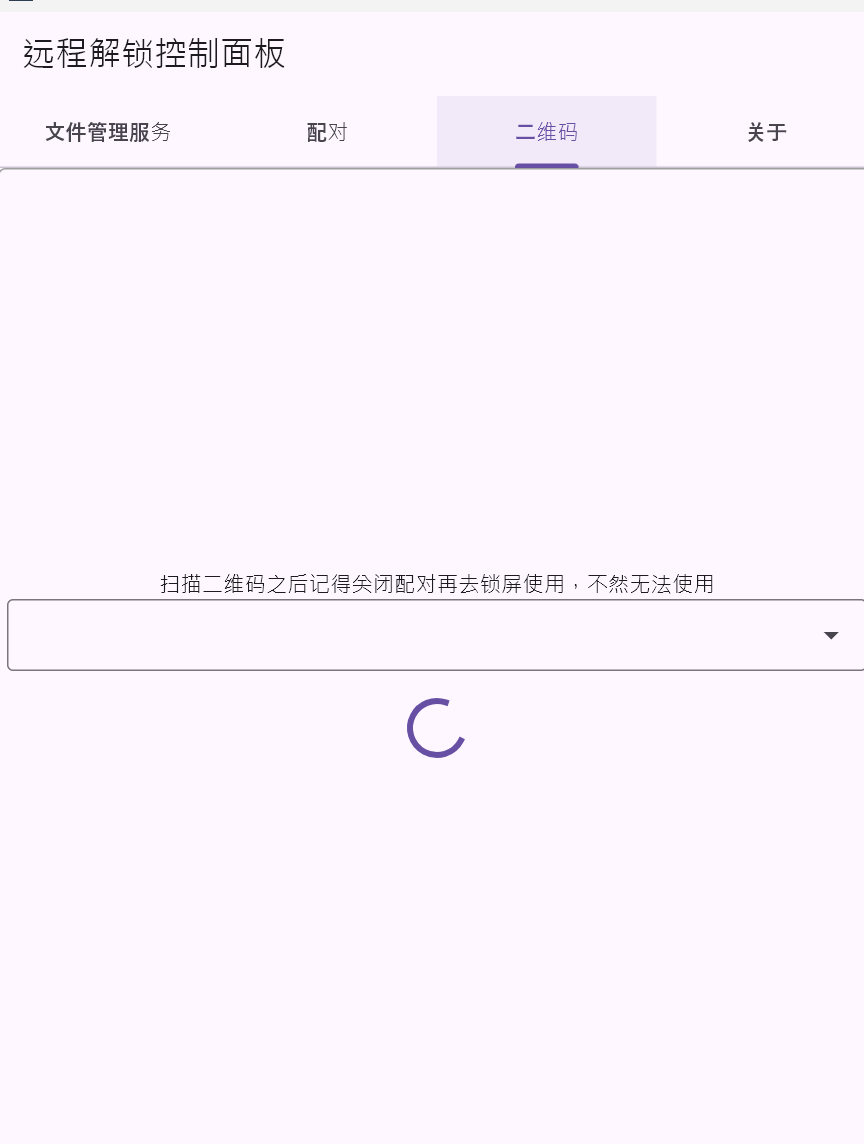 远程解锁控制面板
文件管理服务
配对
二维码
关于
扫描二维码之后记得关闭配对再去锁屏使用，不然无法使用